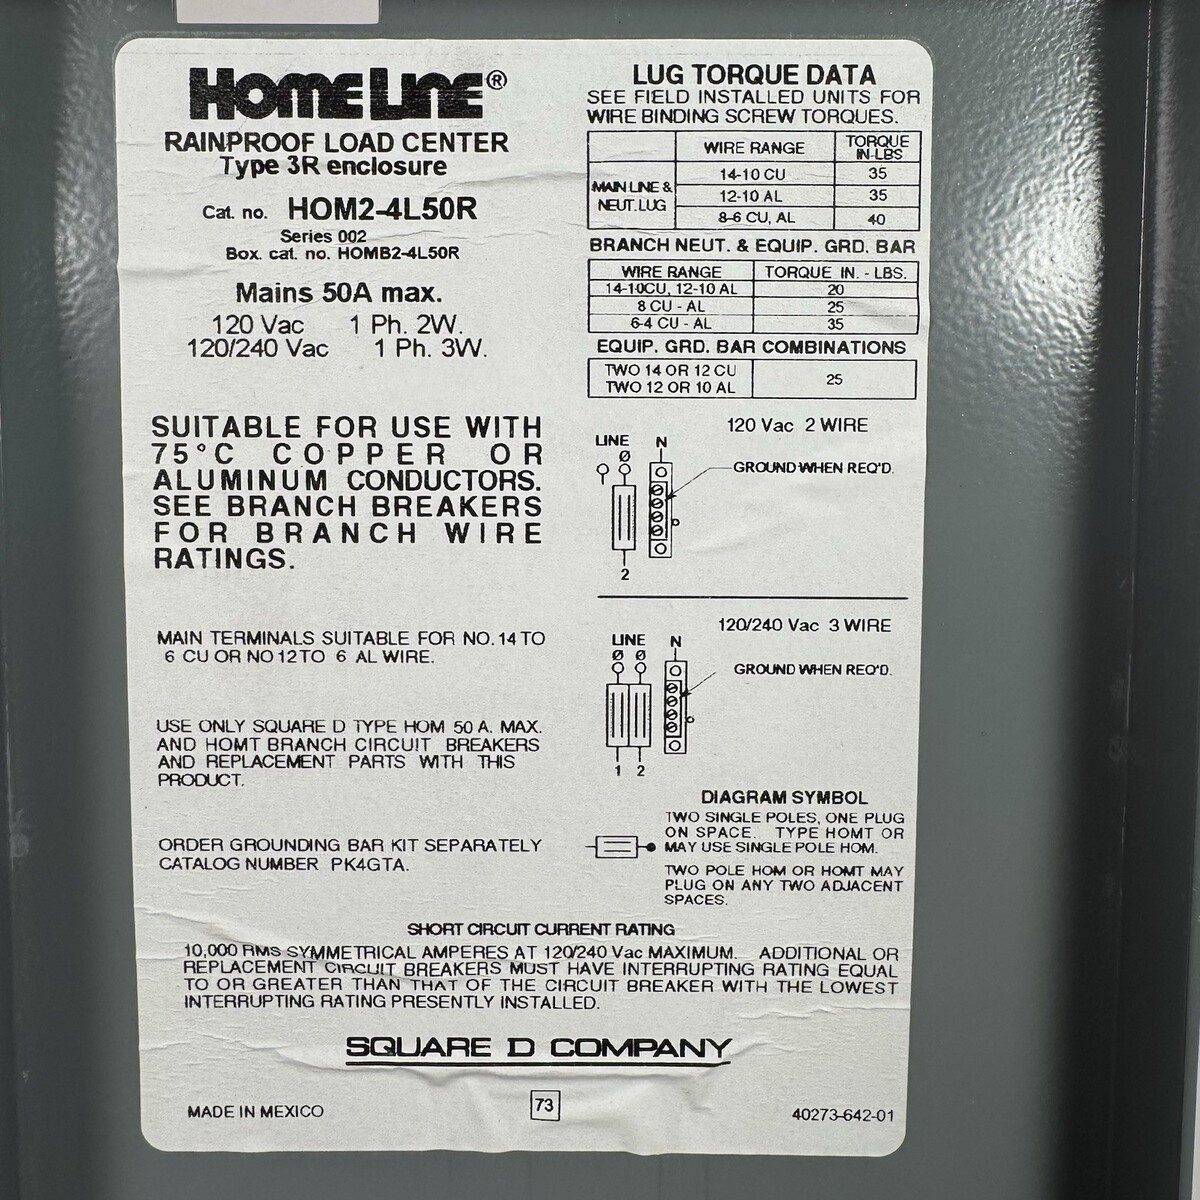 HOMELINE®
RAINPROOF LOAD CENTER
Type 3R enclosure
Cat. no. HOM2-4L50R
Series 002
Box. cat. no. HOMB2-4L50R
Mains 50A max.
120 Vac 1 Ph. 2W.
120/240 Vac 1 Ph. 3W.
SUITABLE FOR USE WITH
75°C COPPER OR
ALUMINUM CONDUCTORS.
SEE BRANCH BREAKERS
FOR BRANCH WIRE
RATINGS.
MAIN TERMINALS SUITABLE FOR NO. 14 TO
6 CU OR NO 12 TO 6 AL WIRE.
USE ONLY SQUARE D TYPE HOM 50 A. MAX.
AND HOMT BRANCH CIRCUIT BREAKERS
AND REPLACEMENT PARTS WITH THIS
PRODUCT.
ORDER GROUNDING BAR KIT SEPARATELY
CATALOG NUMBER PK4GTA.
LUG TORQUE DATA
SEE FIELD INSTALLED UNITS FOR
WIRE BINDING SCREW TORQUES.
WIRE RANGE TORQUE
IN-LBS
MAIN LINE &
NEUT. LUG
14-10 CU 35
12-10 AL 35
8-6 CU, AL 40
BRANCH NEUT. & EQUIP. GRD. BAR
WIRE RANGE TORQUE IN. - LBS.
14-10CU, 12-10 AL 20
8 CU - AL 25
6-4 CU - AL 35
EQUIP. GRD. BAR COMBINATIONS
TWO 14 OR 12 CU
TWO 12 OR 10 AL 25
120 Vac 2 WIRE
LINE N
Ø
GROUND WHEN REQ'D.
2
120/240 Vac 3 WIRE
LINE N
Ø Ø
GROUND WHEN REQ'D.
1 2
DIAGRAM SYMBOL
TWO SINGLE POLES, ONE PLUG
ON SPACE. TYPE HOMT OR
MAY USE SINGLE POLE HOM.
TWO POLE HOM OR HOMT MAY
PLUG ON ANY TWO ADJACENT
SPACES.
SHORT CIRCUIT CURRENT RATING
10,000 RMS SYMMETRICAL AMPERES AT 120/240 Vac MAXIMUM. ADDITIONAL OR
REPLACEMENT CIRCUIT BREAKERS MUST HAVE INTERRUPTING RATING EQUAL
TO OR GREATER THAN THAT OF THE CIRCUIT BREAKER WITH THE LOWEST
INTERRUPTING RATING PRESENTLY INSTALLED.
SQUARE D COMPANY
MADE IN MEXICO
73
40273-642-01